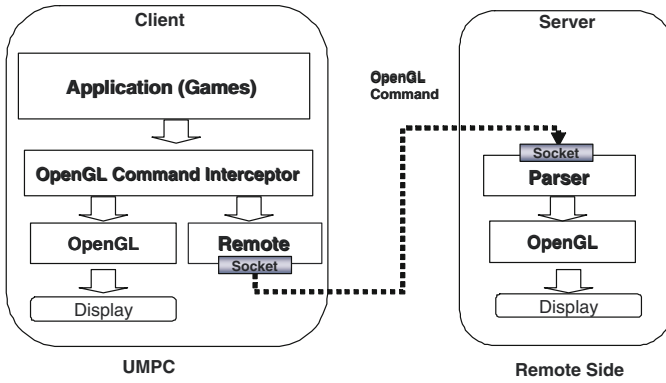 Client
Application (Games)
OpenGL Command Interceptor
OpenGL
Remote
Socket
Display
UMPC
OpenGL
Command
Server
Socket
Parser
OpenGL
Display
Remote Side